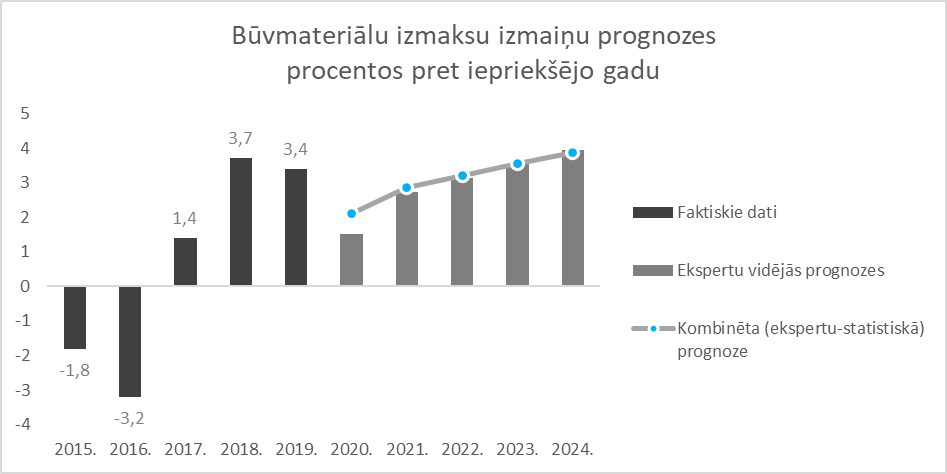 Būvmateriālu izmaksu izmaiņu prognozes
procentos pret iepriekšējo gadu
5
4
3
2
1
0
-1
-2
-3
-4
-1,8
-3,2
1,4
3,7
3,4
2015. 2016. 2017. 2018. 2019. 2020. 2021. 2022. 2023. 2024.
Faktiskie dati
Ekspertu vidējās prognozes
Kombinēta (ekspertu-statistiskā)
prognoze